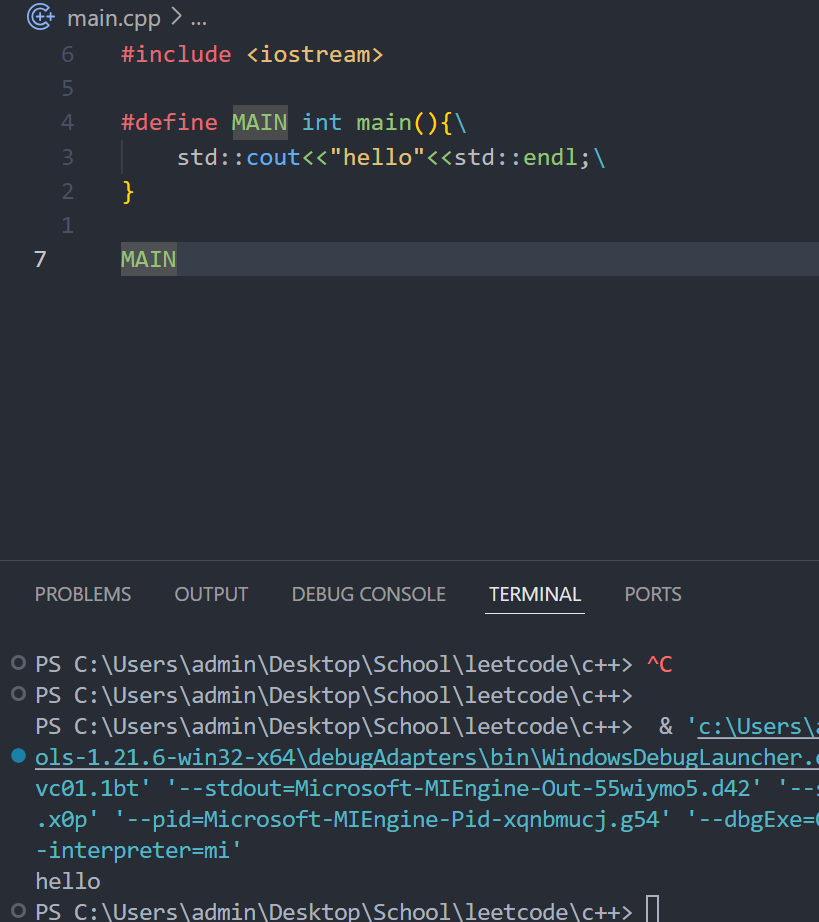 main.cpp > ...
6 #include <iostream>
5
4 #define MAIN int main(){\
3 std::cout<<"hello"<<std::endl;\
2 }
1
7 MAIN
PROBLEMS OUTPUT DEBUG CONSOLE TERMINAL PORTS
PS C:\Users\admin\Desktop\School\leetcode\c++> ^C
PS C:\Users\admin\Desktop\School\leetcode\c++>
PS C:\Users\admin\Desktop\School\leetcode\c++> & 'c:\Users\
ols-1.21.6-win32-x64\debugAdapters\bin\WindowsDebugLauncher.
vc01.1bt' '--stdout=Microsoft-MIEngine-Out-55wiymo5.d42' '--
.x0p' '--pid=Microsoft-MIEngine-Pid-xqnbmucj.g54' '--dbgExe=
-interpreter=mi'
hello
PS C:\Users\admin\Desktop\School\leetcode\c++>